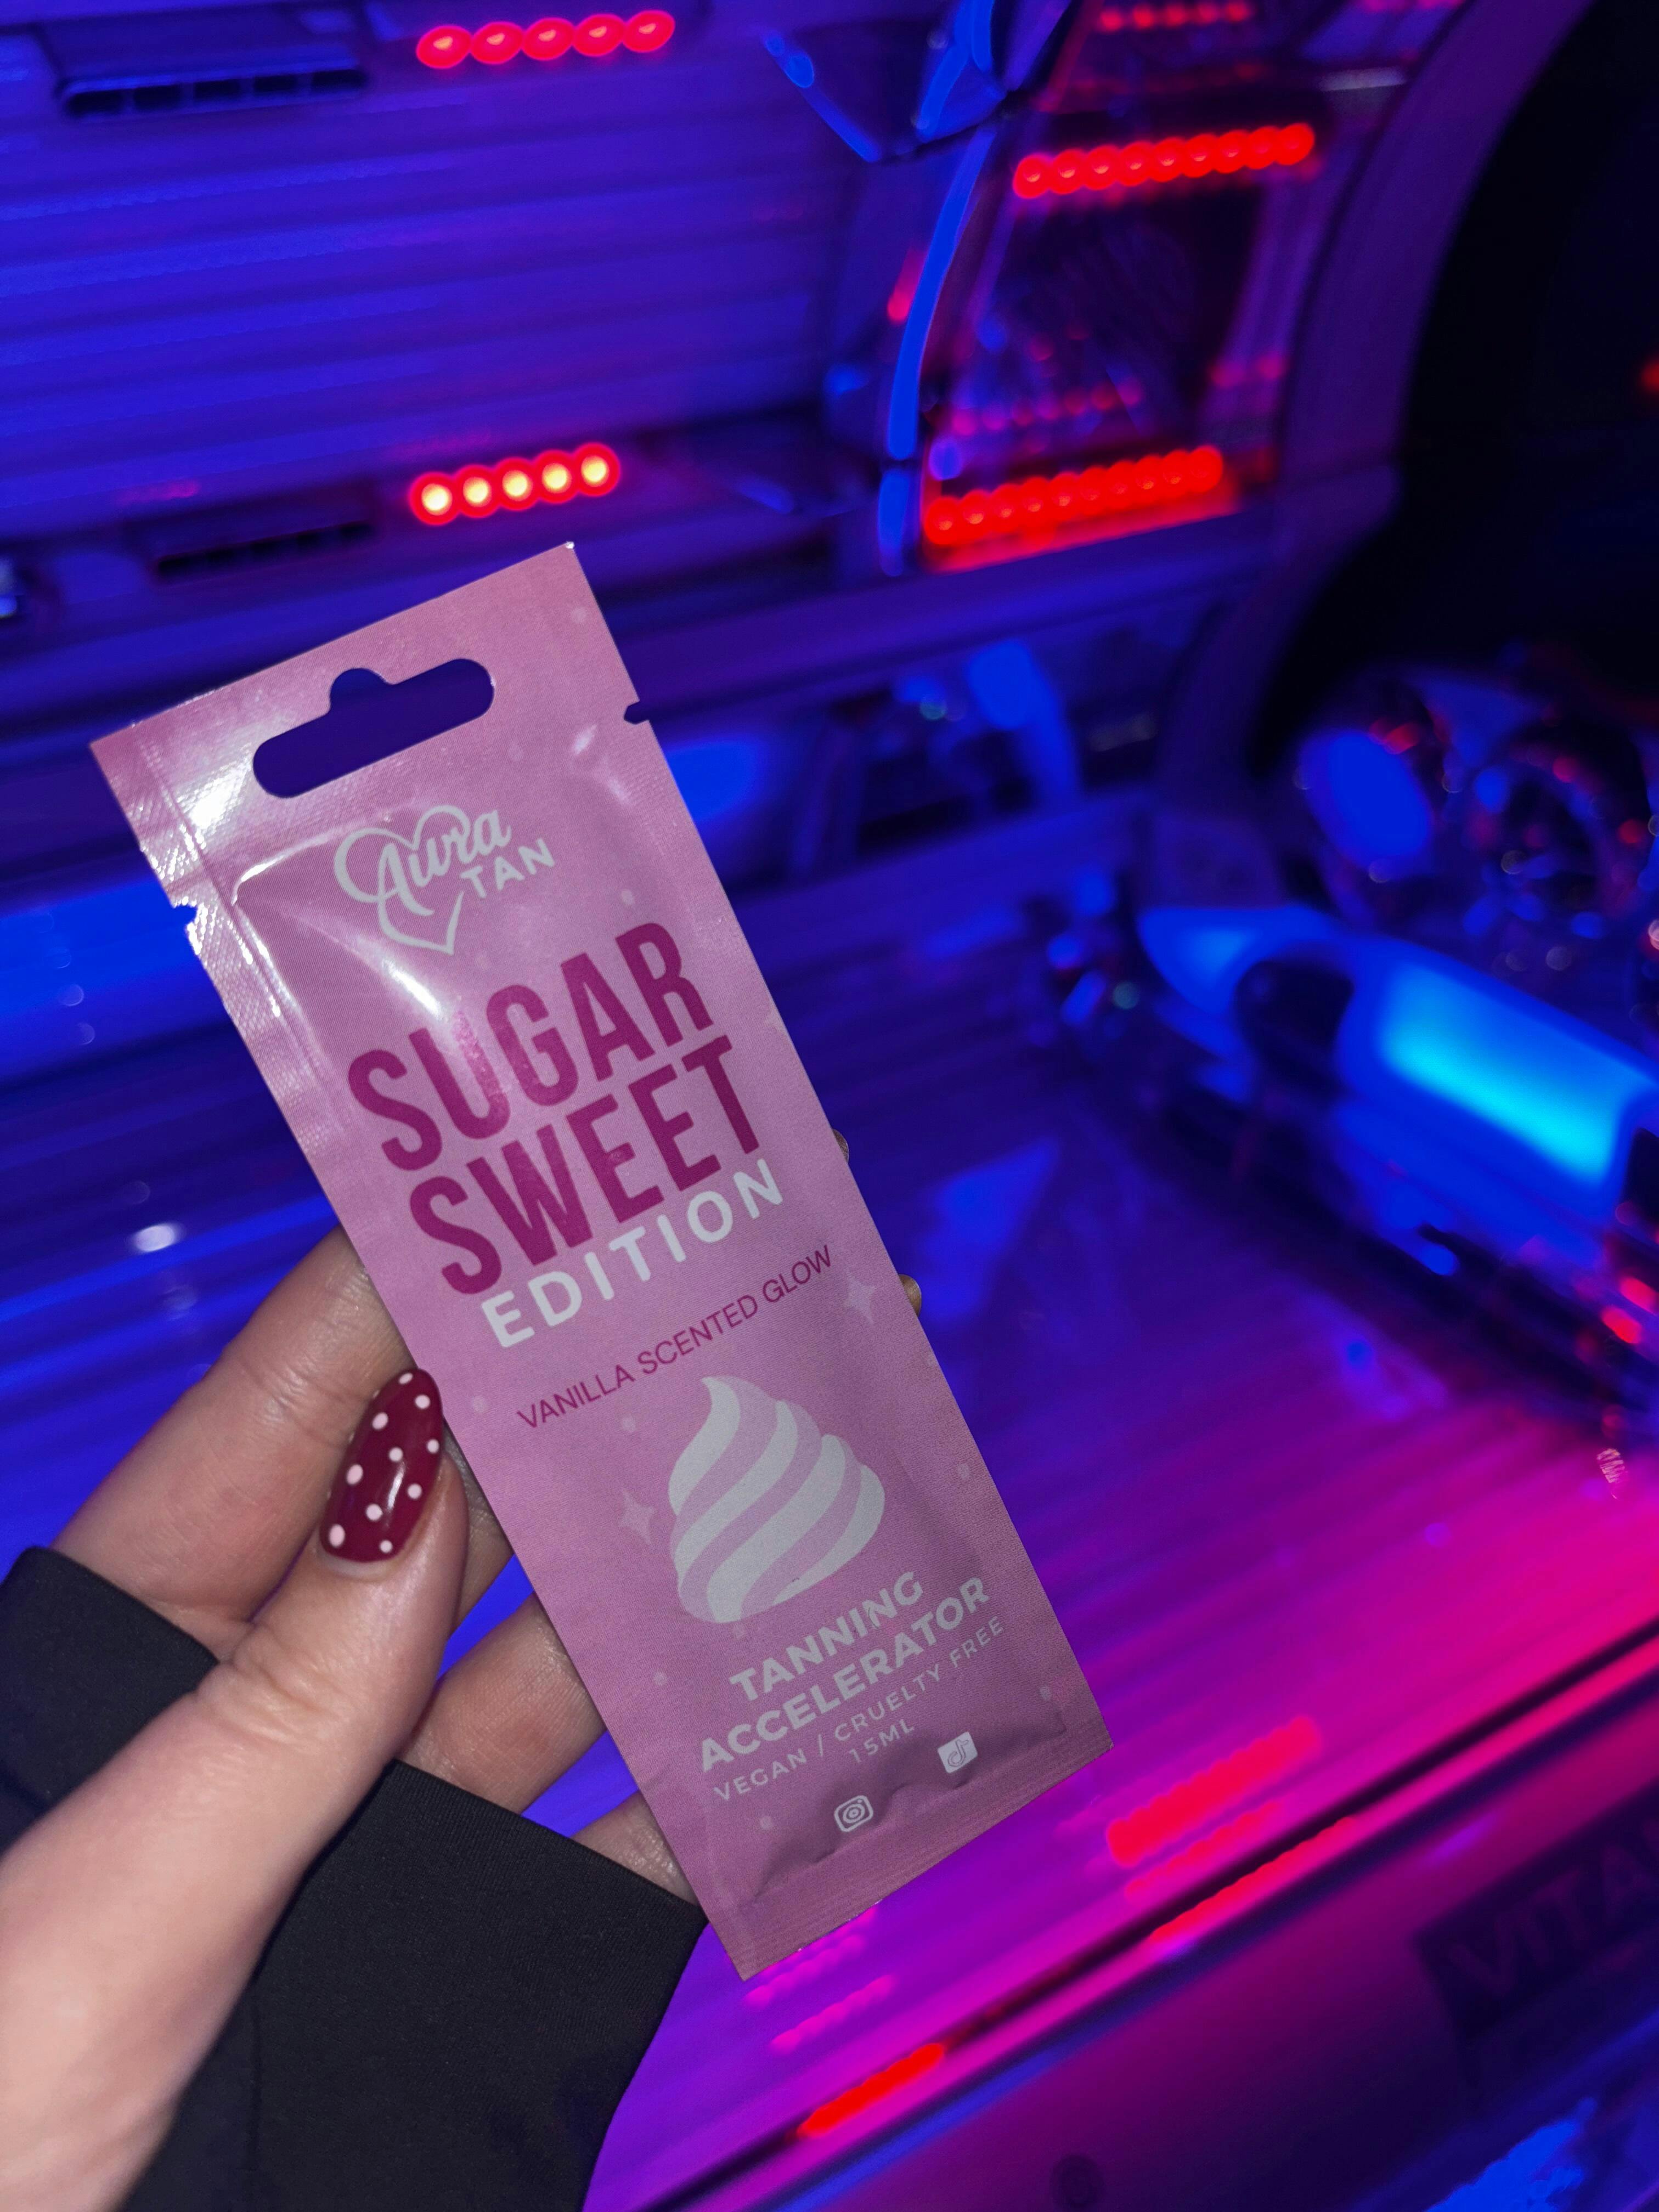 Aura
TAN
SUGAR
SWEET
EDITION
VANILLA SCENTED GLOW
TANNING
ACCELERATOR
VEGAN / CRUELTY FREE
15ML